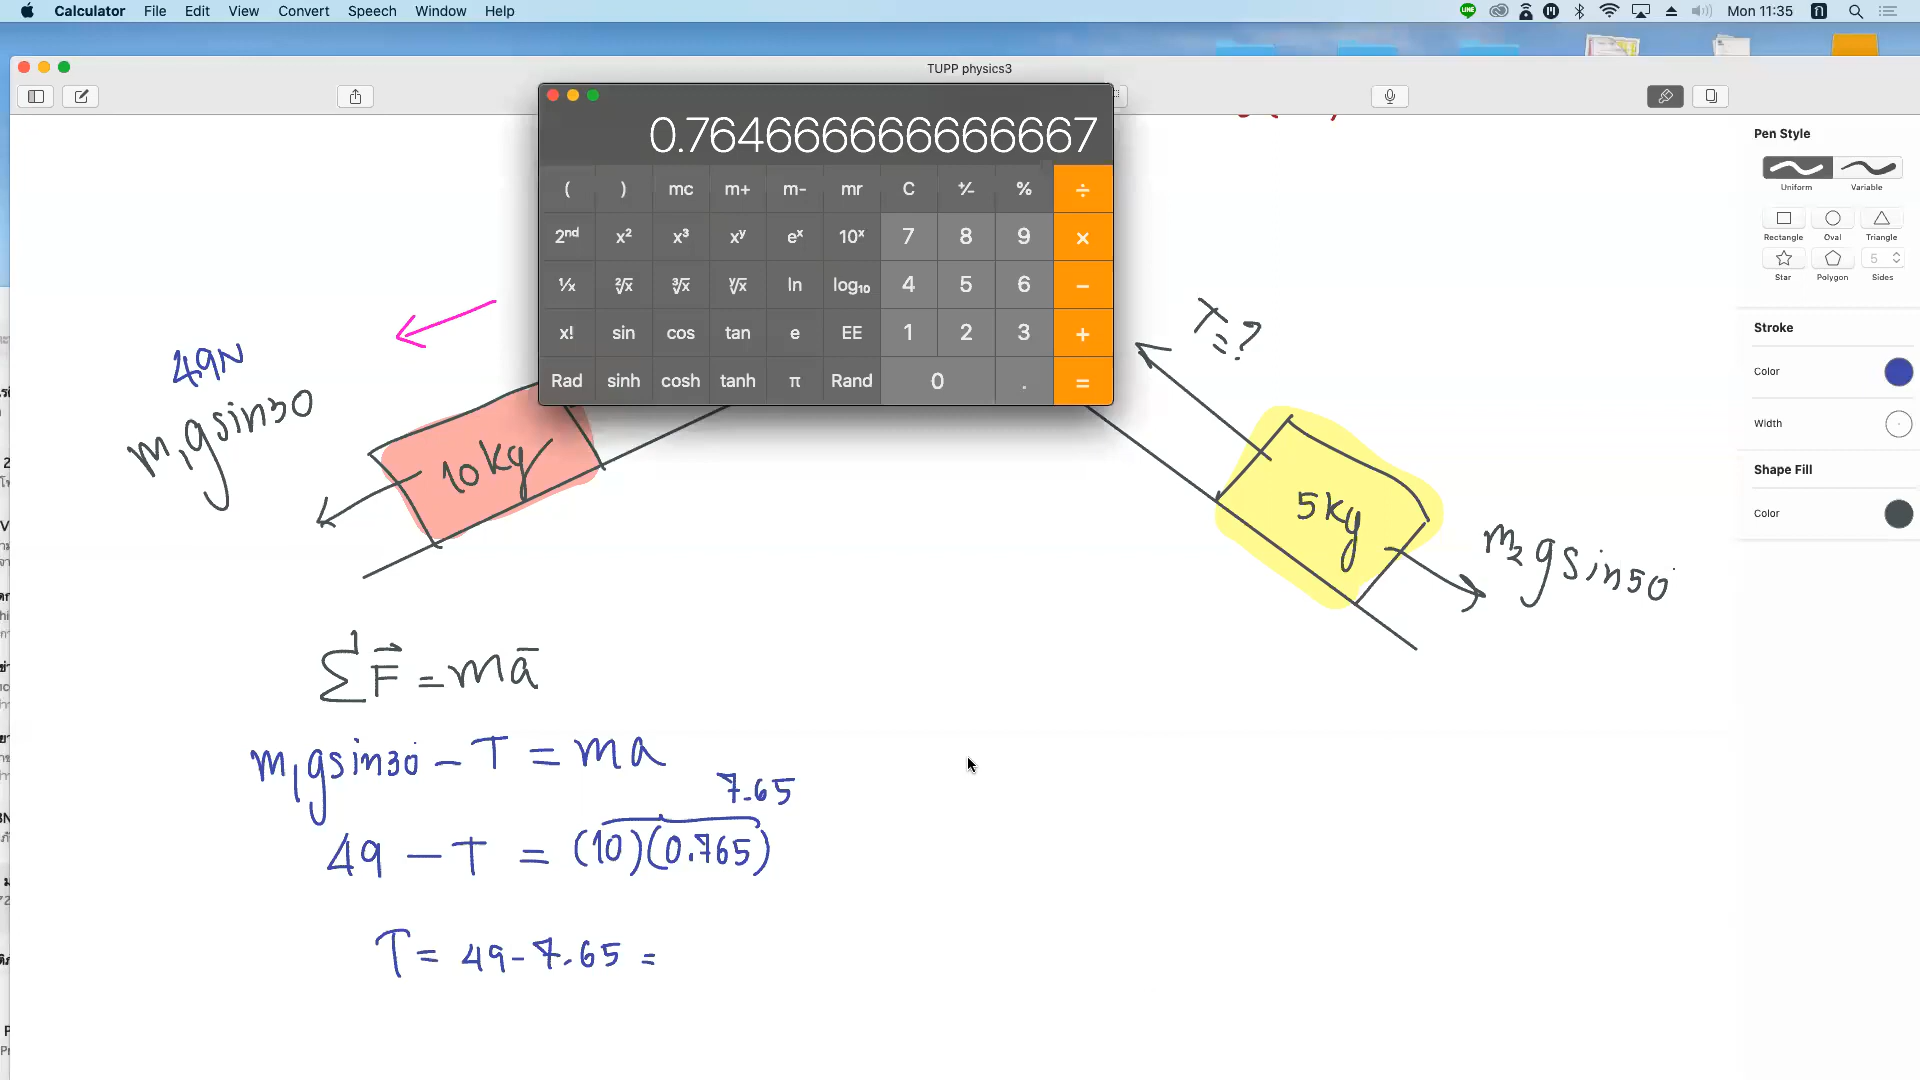 Calculator File Edit View Convert Speech Window Help
Mon 11:35
TUPP physics3
0.7646666666666667
( ) mc m+ m- mr C ⁺∕₋ % ÷
2ⁿᵈ x² x³ xʸ eˣ 10ˣ 7 8 9 ×
¹∕ₓ ²√x ³√x ʸ√x ln log₁₀ 4 5 6 −
x! sin cos tan e EE 1 2 3 +
Rad sinh cosh tanh π Rand 0 . =
Pen Style
Uniform Variable
Rectangle Oval Triangle
5
Star Polygon Sides
Stroke
Color
Width
Shape Fill
Color
49N
m₁gsin30
10kg
T=?
5kg
m₂gsin50
∑F⃗ = mā
m₁gsin30 − T = ma
7.65
49 − T = (10)(0.765)
T = 49 − 7.65 =